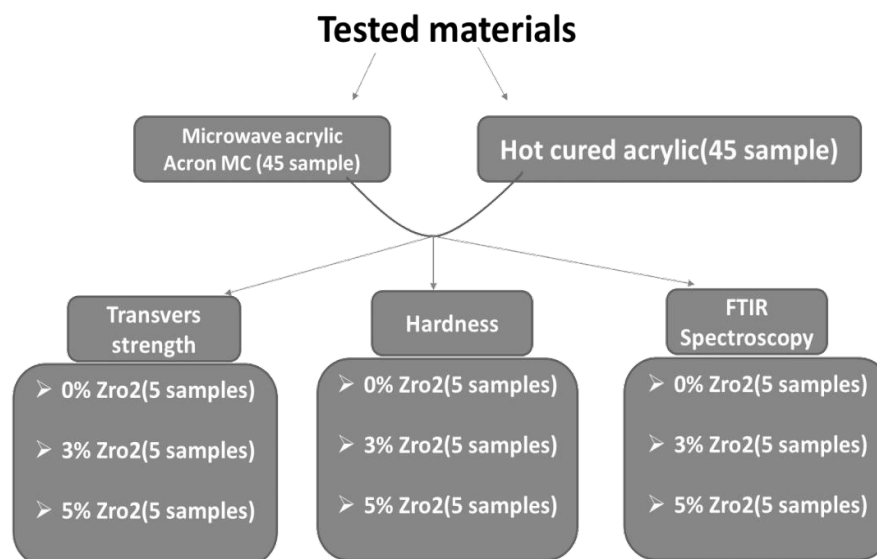 Tested materials
Microwave acrylic
Acron MC (45 sample)
Hot cured acrylic(45 sample)
Transvers
strength
➢ 0% Zro2(5 samples)
➢ 3% Zro2(5 samples)
➢ 5% Zro2(5 samples)
Hardness
➢ 0% Zro2(5 samples)
➢ 3% Zro2(5 samples)
➢ 5% Zro2(5 samples)
FTIR
Spectroscopy
➢ 0% Zro2(5 samples)
➢ 3% Zro2(5 samples)
➢ 5% Zro2(5 samples)